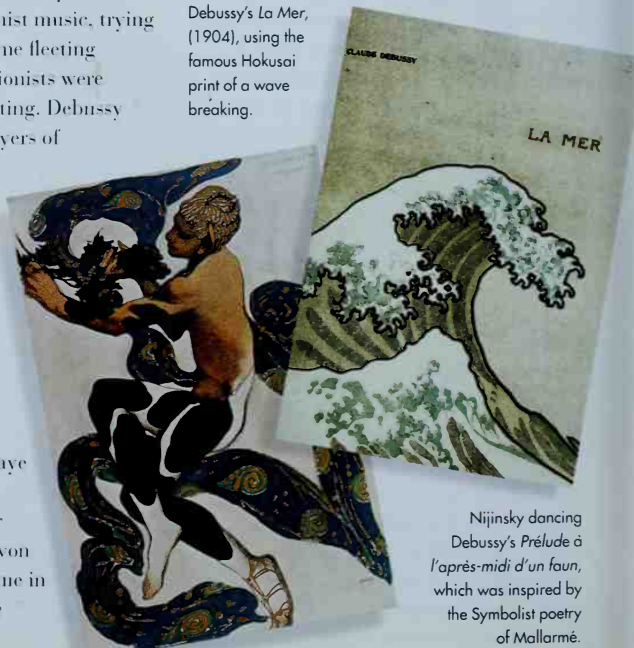 nist music, trying
ne fleeting
ionists were
ting. Debussy
yers of
Debussy's La Mer,
(1904), using the
famous Hokusai
print of a wave
breaking.
CLAUDE DEBUSSY
LA MER
aye
von
ne in
Nijinsky dancing
Debussy's Prélude à
l'après-midi d'un faun,
which was inspired by
the Symbolist poetry
of Mallarmé.